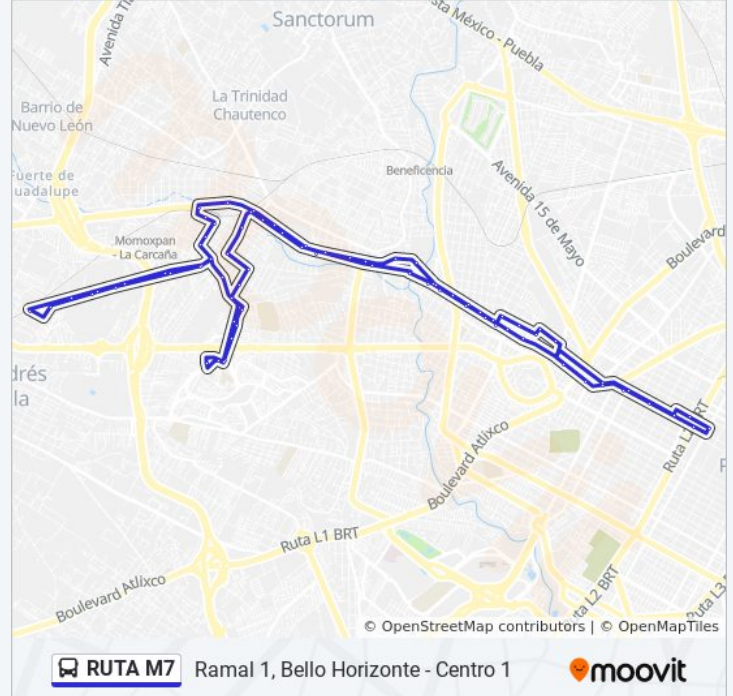 Sanctorum
sta México - Puebla
Avenida Ti
La Trinidad
Chautenco
Barrio de
Nuevo León
Beneficencia
Avenida 15 de Mayo
Fuerte de
uadalupe
Momoxpan
- La Carcaña
Boulevard
drés
la
Ruta L BRT
Boulevard Atlixco
Ruta L1 BRT
Boulevard Atlixco
ta L2 BRT
Ruta L3
© OpenStreetMap contributors | © OpenMapTiles
RUTA M7
Ramal 1, Bello Horizonte - Centro 1
moovit